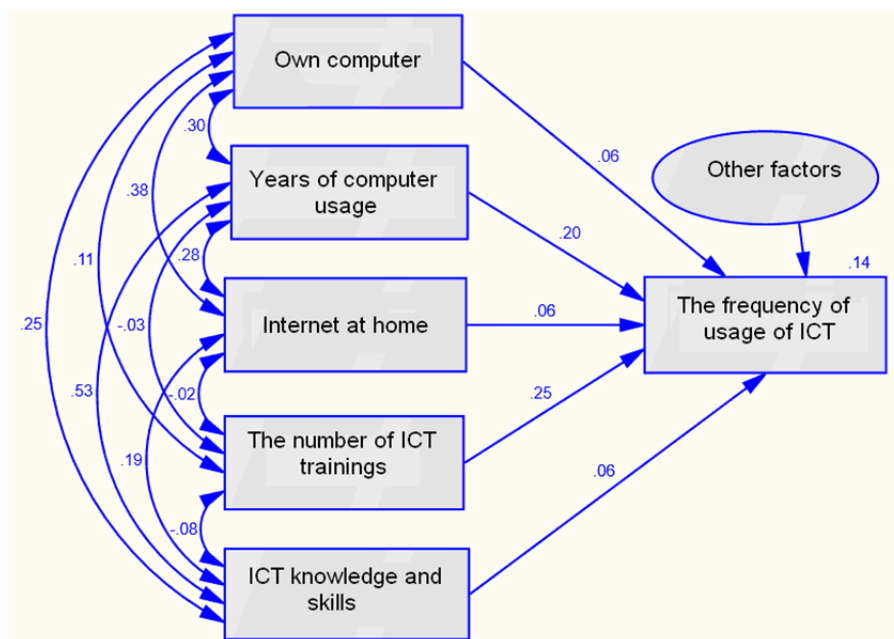 Own computer
.30
.06
Other factors
Years of computer
usage
.38
.20
.11
.28
.14
The frequency of
usage of ICT
.25
-.03
Internet at home
.06
.53
-.02
.25
The number of ICT
trainings
.19
.06
-.08
ICT knowledge and
skills